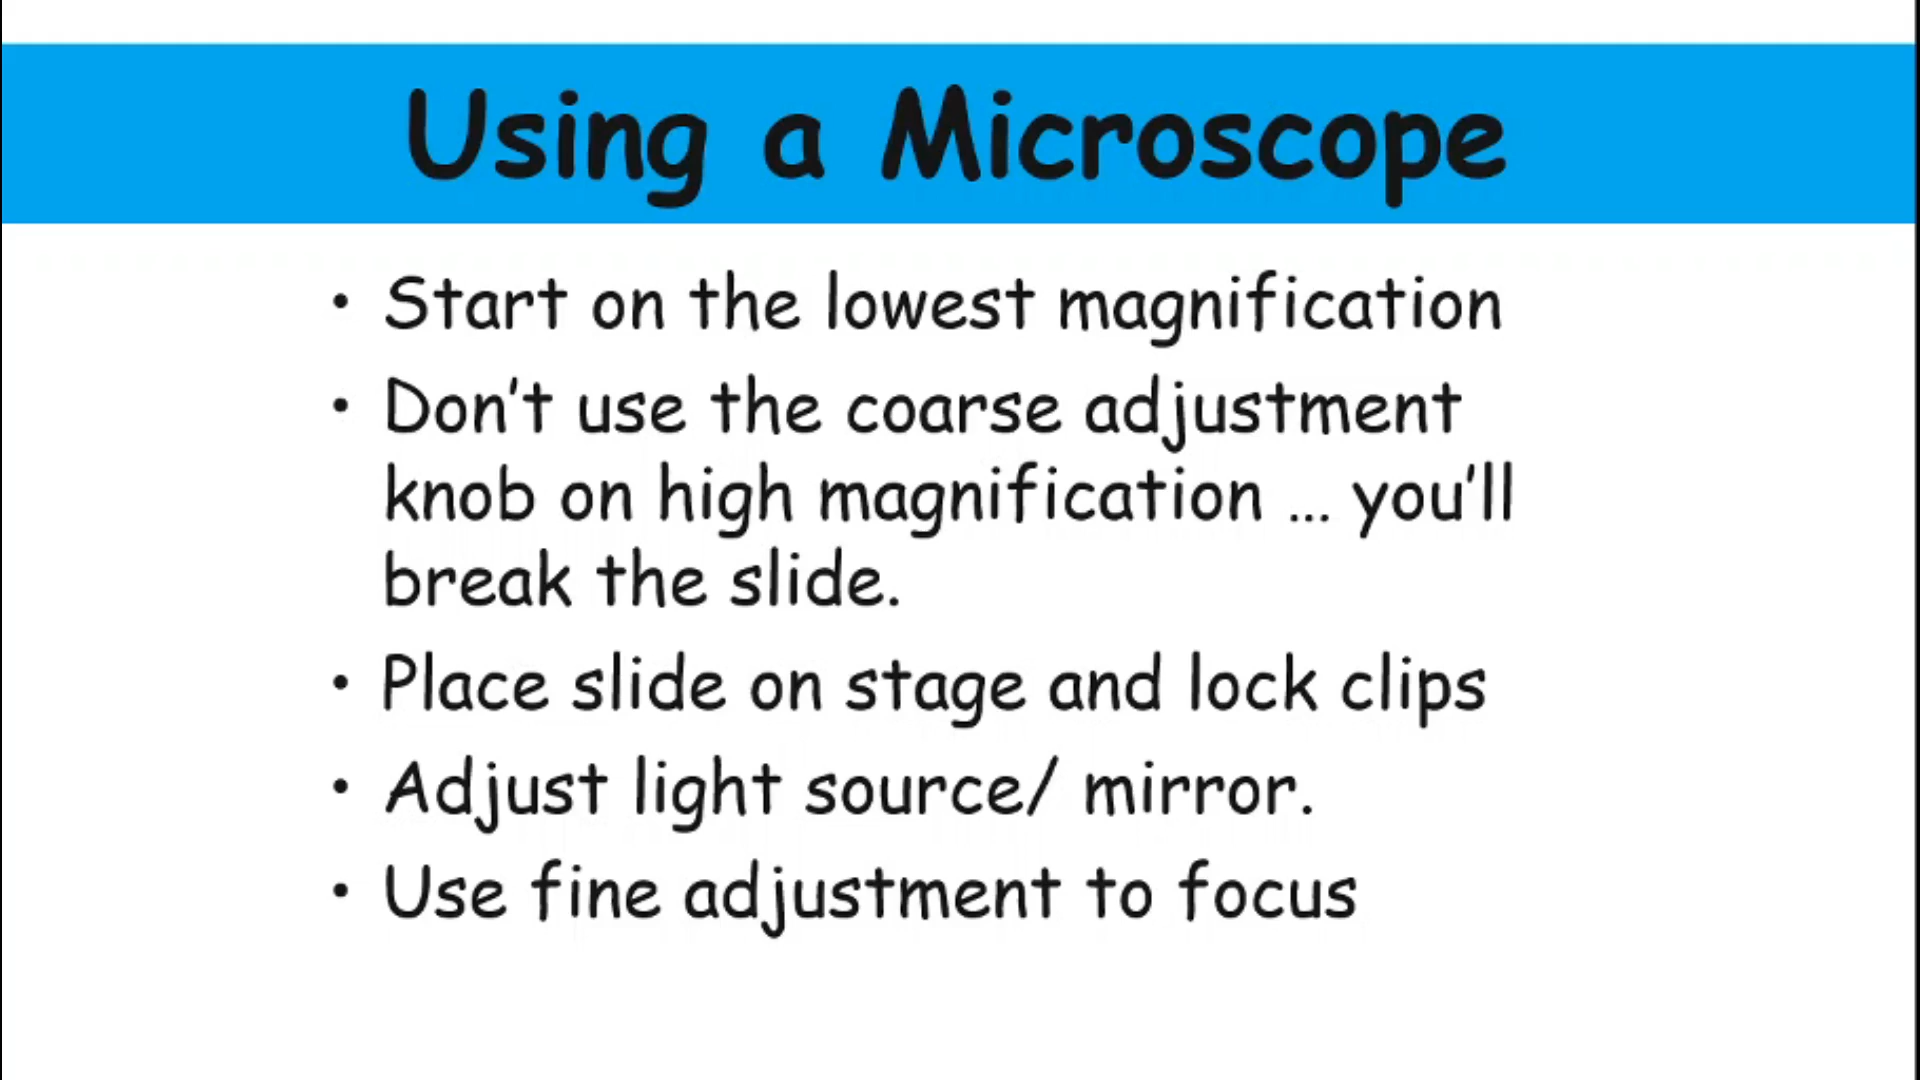 Using a Microscope
• Start on the lowest magnification
• Don't use the coarse adjustment
knob on high magnification ... you'll
break the slide.
• Place slide on stage and lock clips
• Adjust light source/ mirror.
• Use fine adjustment to focus